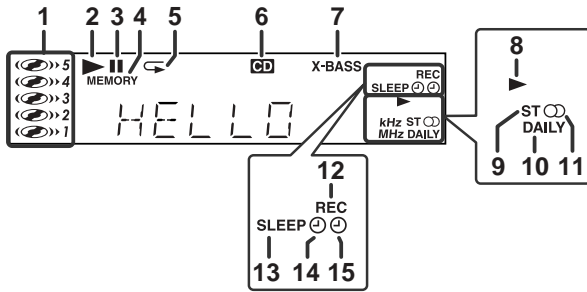 1 2 3 4 5 6 7
5 CD X-BASS REC
4 MEMORY SLEEP
3
2 HELLO kHz ST
1 MHz DAILY
8
ST
DAILY
9 10 11
12
REC
SLEEP
13 14 15